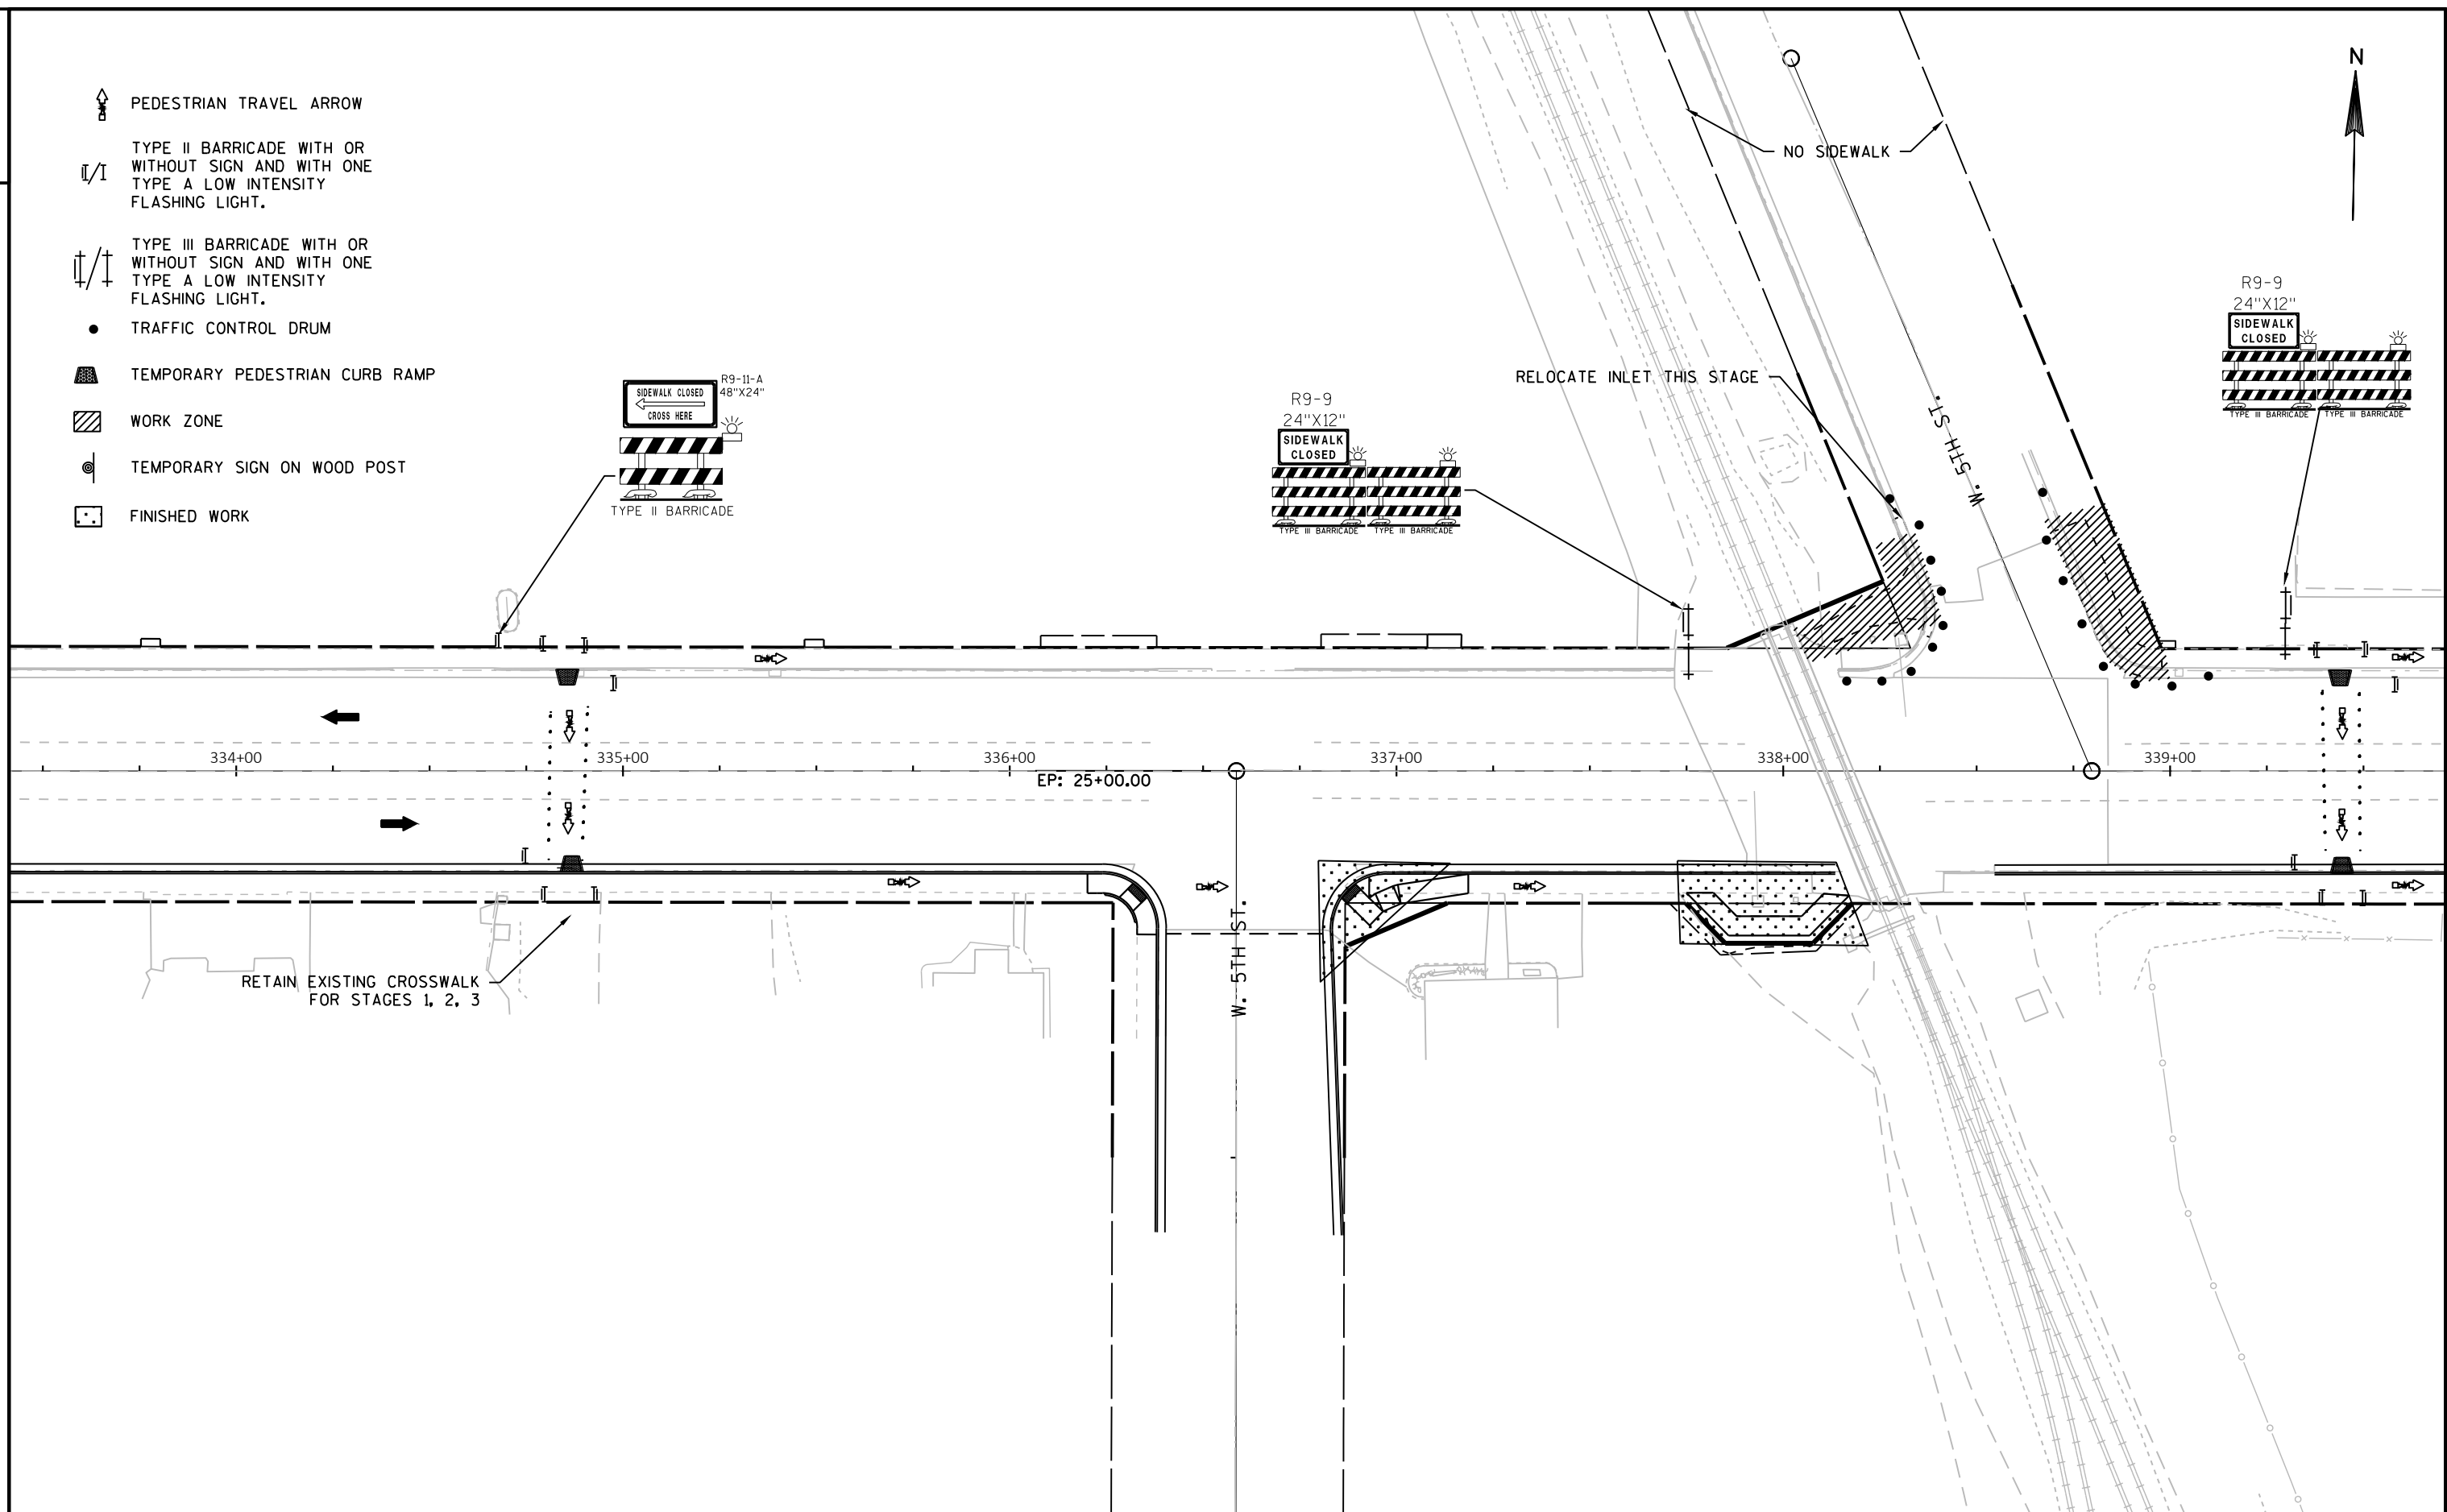 PEDESTRIAN TRAVEL ARROW
TYPE II BARRICADE WITH OR
WITHOUT SIGN AND WITH ONE
TYPE A LOW INTENSITY
FLASHING LIGHT.
TYPE III BARRICADE WITH OR
WITHOUT SIGN AND WITH ONE
TYPE A LOW INTENSITY
FLASHING LIGHT.
TRAFFIC CONTROL DRUM
TEMPORARY PEDESTRIAN CURB RAMP
WORK ZONE
TEMPORARY SIGN ON WOOD POST
FINISHED WORK
R9-11-A
48"X24"
SIDEWALK CLOSED
CROSS HERE
TYPE II BARRICADE
R9-9
24"X12"
SIDEWALK
CLOSED
TYPE III BARRICADE
TYPE III BARRICADE
NO SIDEWALK
RELOCATE INLET THIS STAGE
W. 5TH ST.
N
R9-9
24"X12"
SIDEWALK
CLOSED
TYPE III BARRICADE
TYPE III BARRICADE
334+00
335+00
336+00
337+00
338+00
339+00
EP: 25+00.00
W. 5TH ST.
RETAIN EXISTING CROSSWALK
FOR STAGES 1, 2, 3